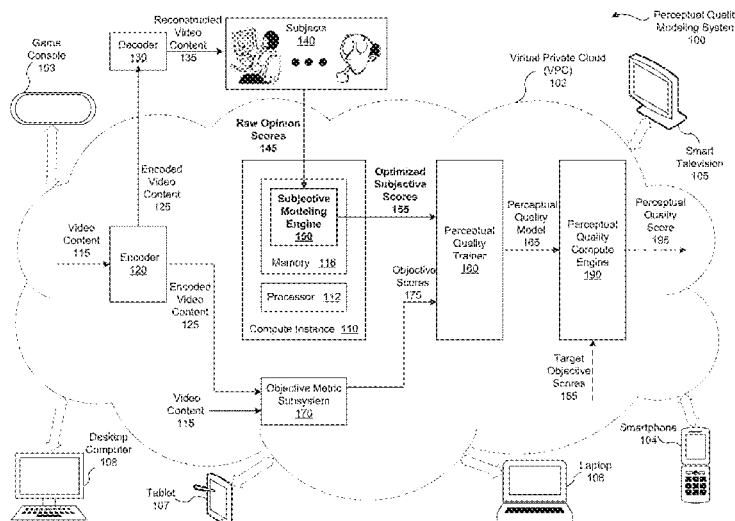 Perceptual Quality
Modeling System
100
Game
Console
103
Reconstructed
Video
Content
135
Decoder
130
Subjects
140
Virtual Private Cloud
(VPC)
102
Smart
Television
105
Raw Opinion
Scores
145
Encoded
Video
Content
125
Video
Content
115
Encoder
120
Encoded
Video
Content
125
Subjective
Modeling
Engine
150
Memory 116
Processor 112
Compute Instance 110
Optimized
Subjective
Scores
155
Objective
Scores
175
Perceptual
Quality
Trainer
160
Perceptual
Quality
Model
165
Perceptual
Quality
Compute
Engine
190
Perceptual
Quality
Score
195
Target
Objective
Scores
185
Video
Content
115
Objective Metric
Subsystem
170
Desktop
Computer
108
Tablet
107
Laptop
106
Smartphone
104